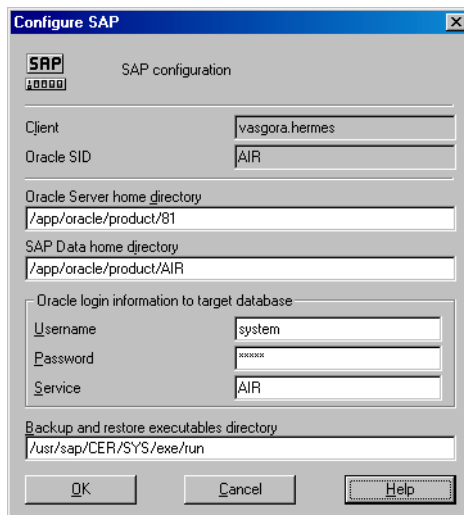 Configure SAP
SAP
SAP configuration
Client vasgora.hermes
Oracle SID AIR
Oracle Server home directory
/app/oracle/product/81
SAP Data home directory
/app/oracle/product/AIR
Oracle login information to target database
Username system
Password *****
Service AIR
Backup and restore executables directory
/usr/sap/CER/SYS/exe/run
OK Cancel Help